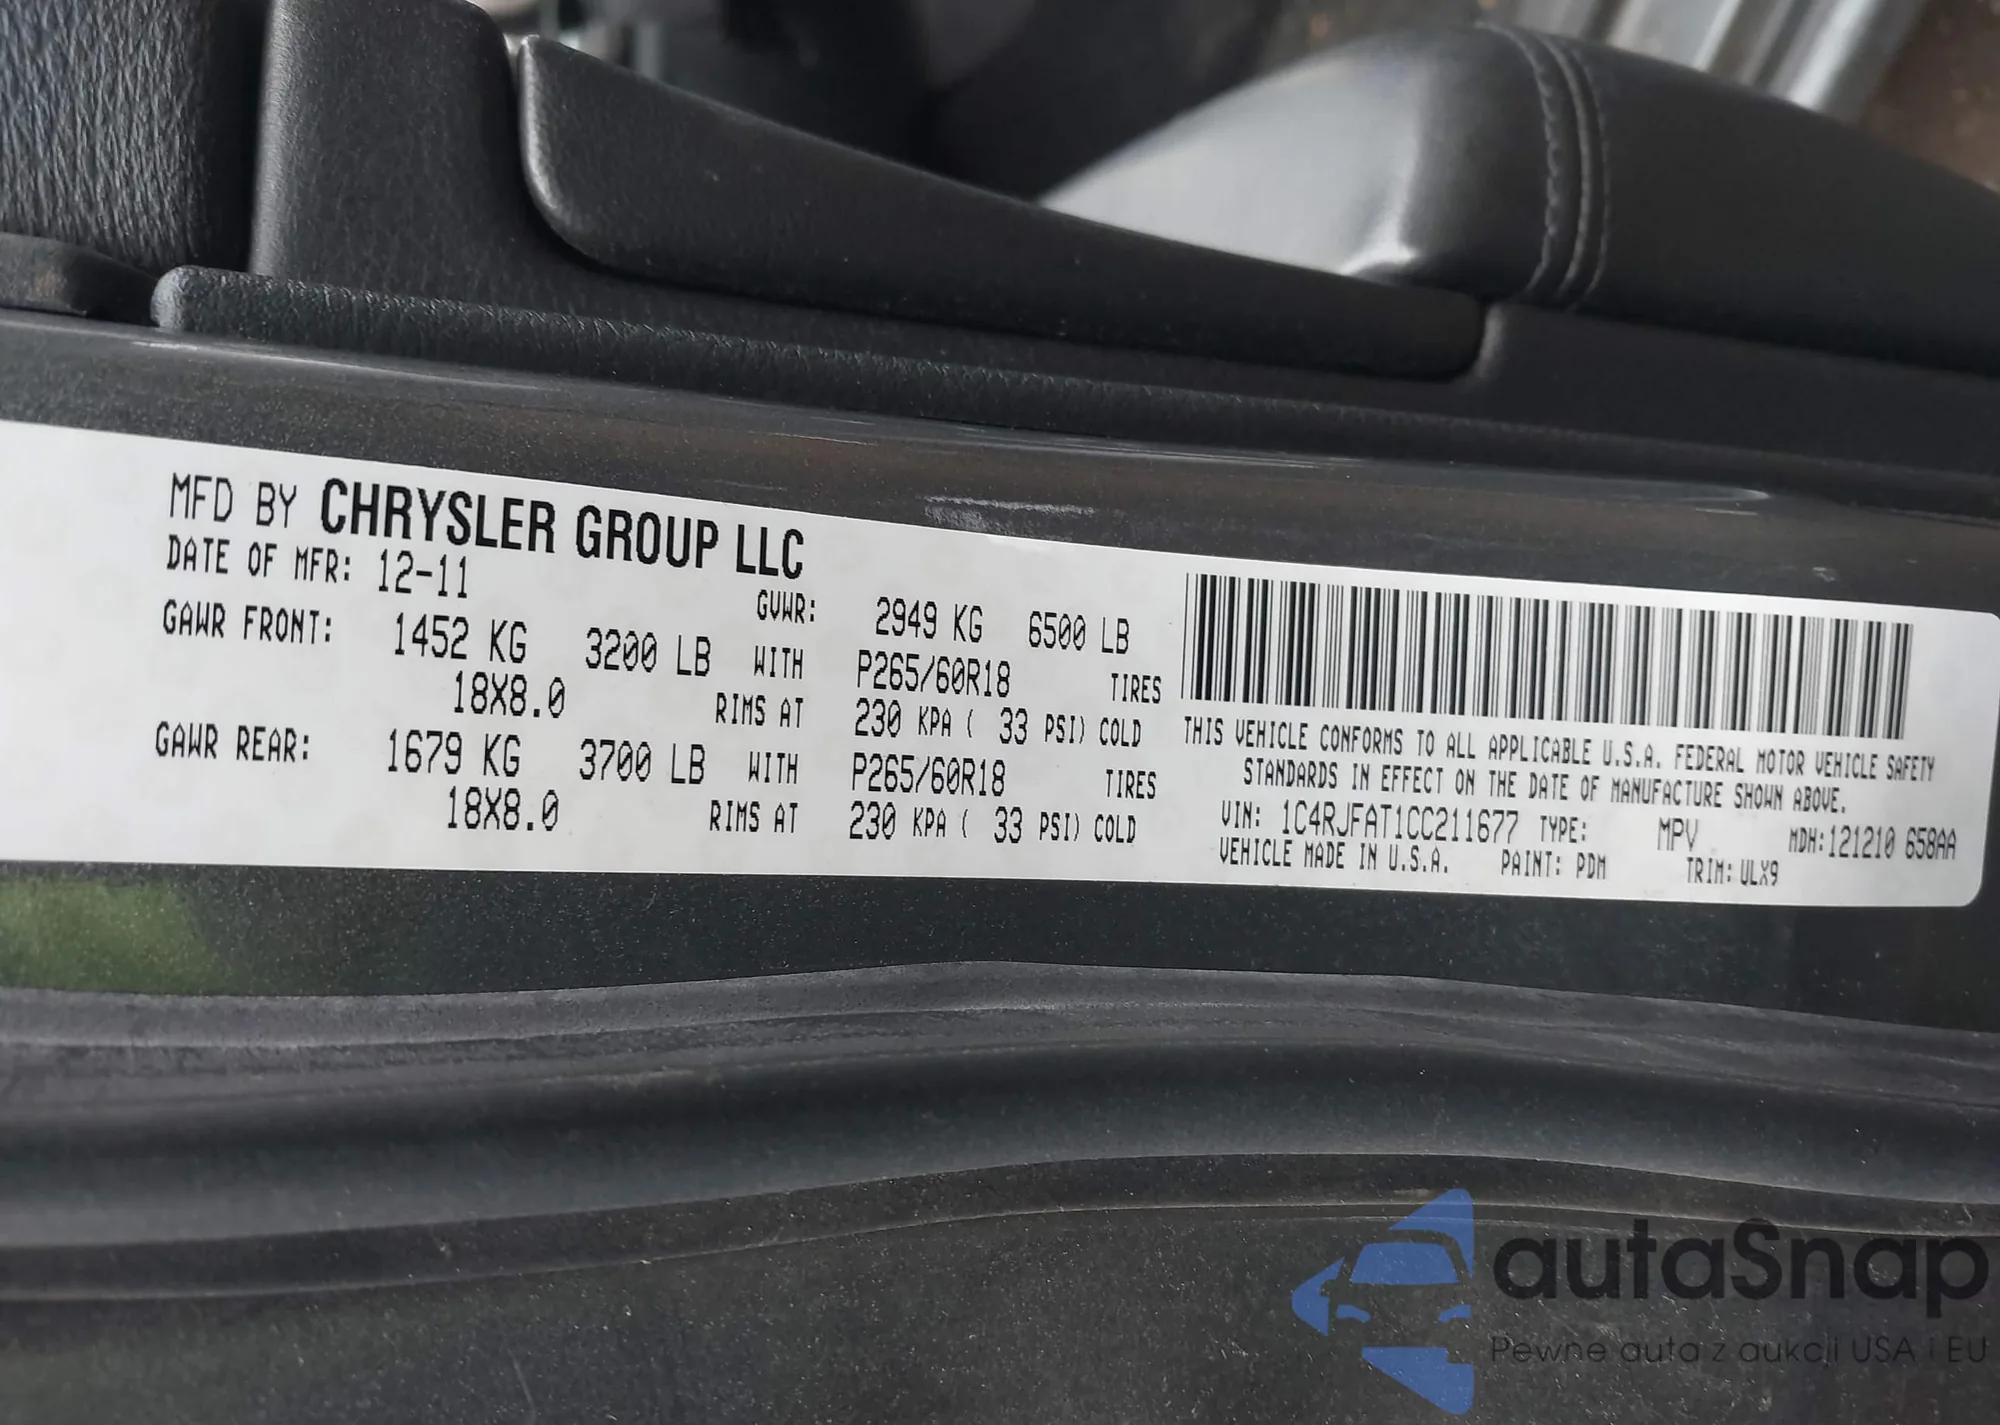 MFD BY CHRYSLER GROUP LLC
DATE OF MFR: 12-11
GVWR: 2949 KG 6500 LB
GAWR FRONT: 1452 KG 3200 LB WITH P265/60R18 TIRES
18X8.0 RIMS AT 230 KPA ( 33 PSI) COLD
GAWR REAR: 1679 KG 3700 LB WITH P265/60R18 TIRES
18X8.0 RIMS AT 230 KPA ( 33 PSI) COLD
THIS VEHICLE CONFORMS TO ALL APPLICABLE U.S.A. FEDERAL MOTOR VEHICLE SAFETY
STANDARDS IN EFFECT ON THE DATE OF MANUFACTURE SHOWN ABOVE.
VIN: 1C4RJFAT1CC211677 TYPE: MPV MDH:121210 658AA
VEHICLE MADE IN U.S.A. PAINT: PDM TRIM: ULX9
autaSnap
Pewne auta z aukcji USA i EU